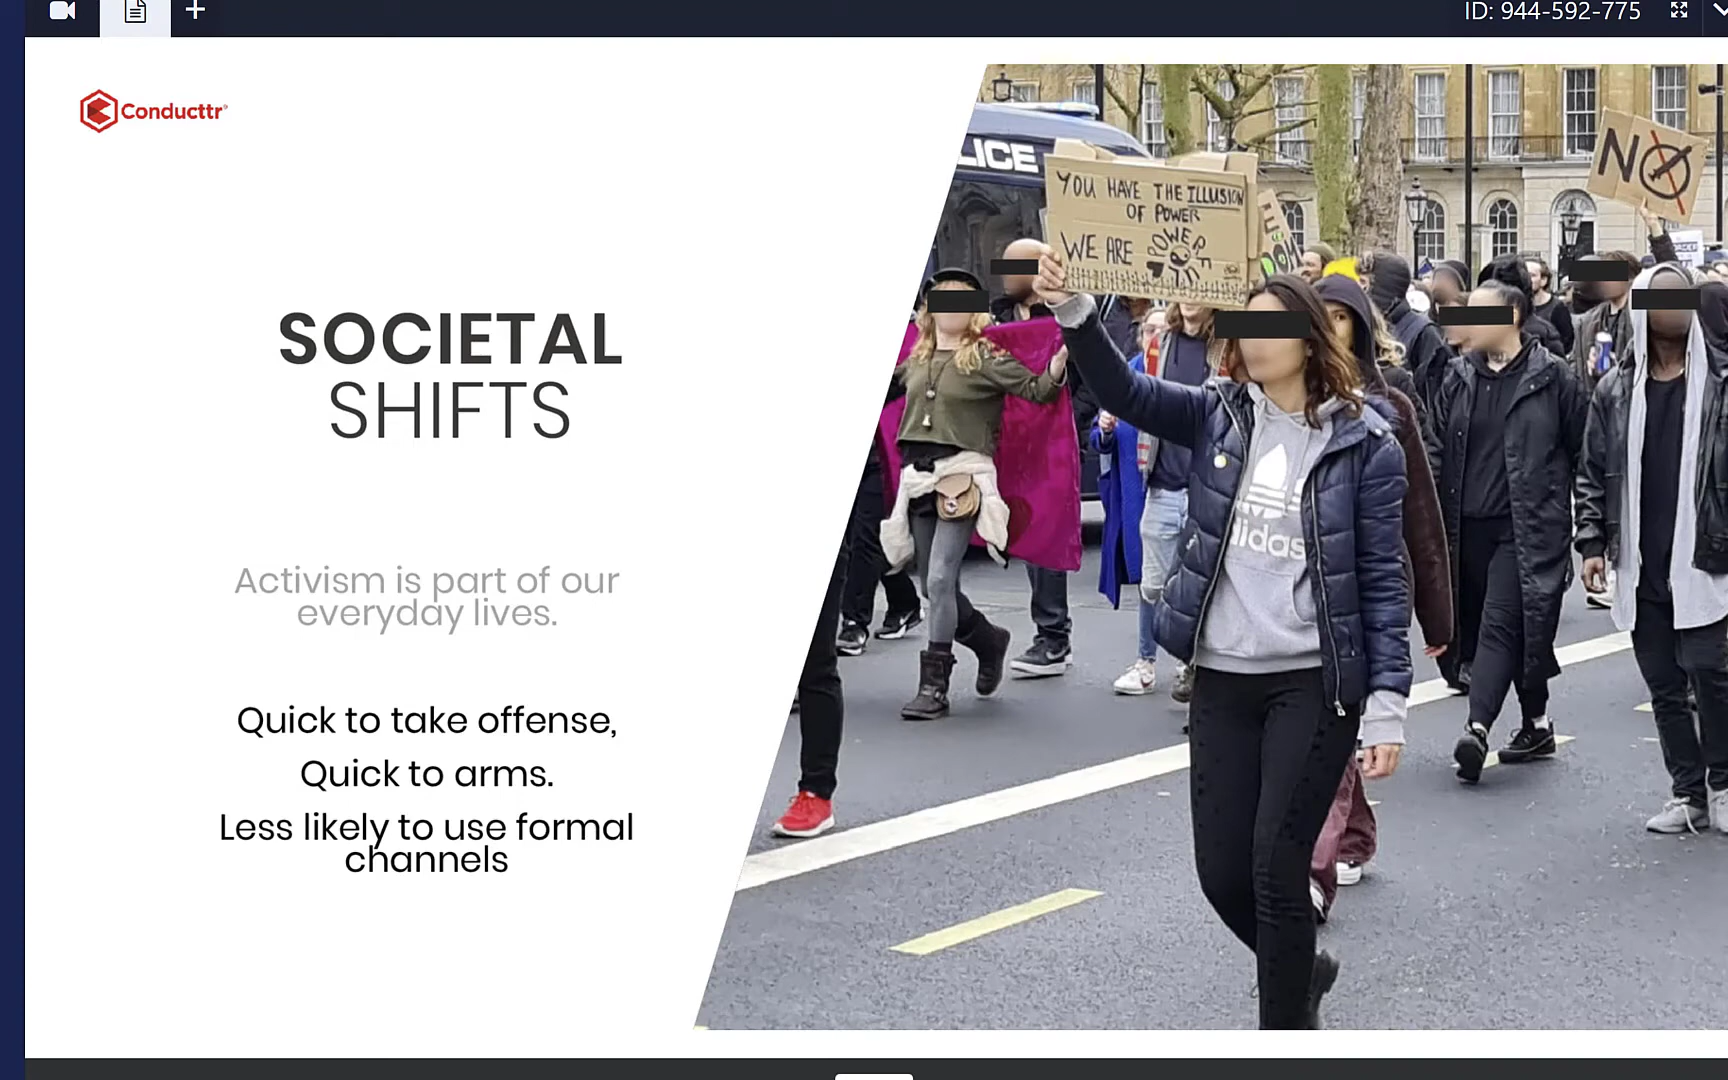 ID: 944-592-775
Conducttr
SOCIETAL
SHIFTS
Activism is part of our
everyday lives.
Quick to take offense,
Quick to arms.
Less likely to use formal
channels
LICE
YOU HAVE THE ILLUSION
OF POWER
WE ARE POWERFUL
NO
adidas